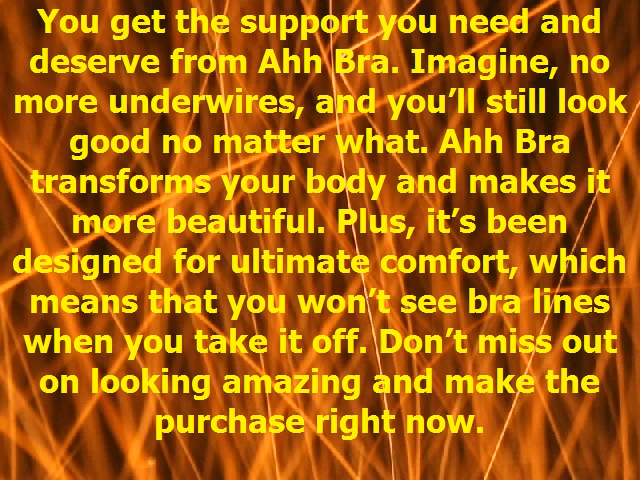 You get the support you need and
deserve from Ahh Bra. Imagine, no
more underwires, and you’ll still look
good no matter what. Ahh Bra
transforms your body and makes it
more beautiful. Plus, it’s been
designed for ultimate comfort, which
means that you won’t see bra lines
when you take it off. Don’t miss out
on looking amazing and make the
purchase right now.